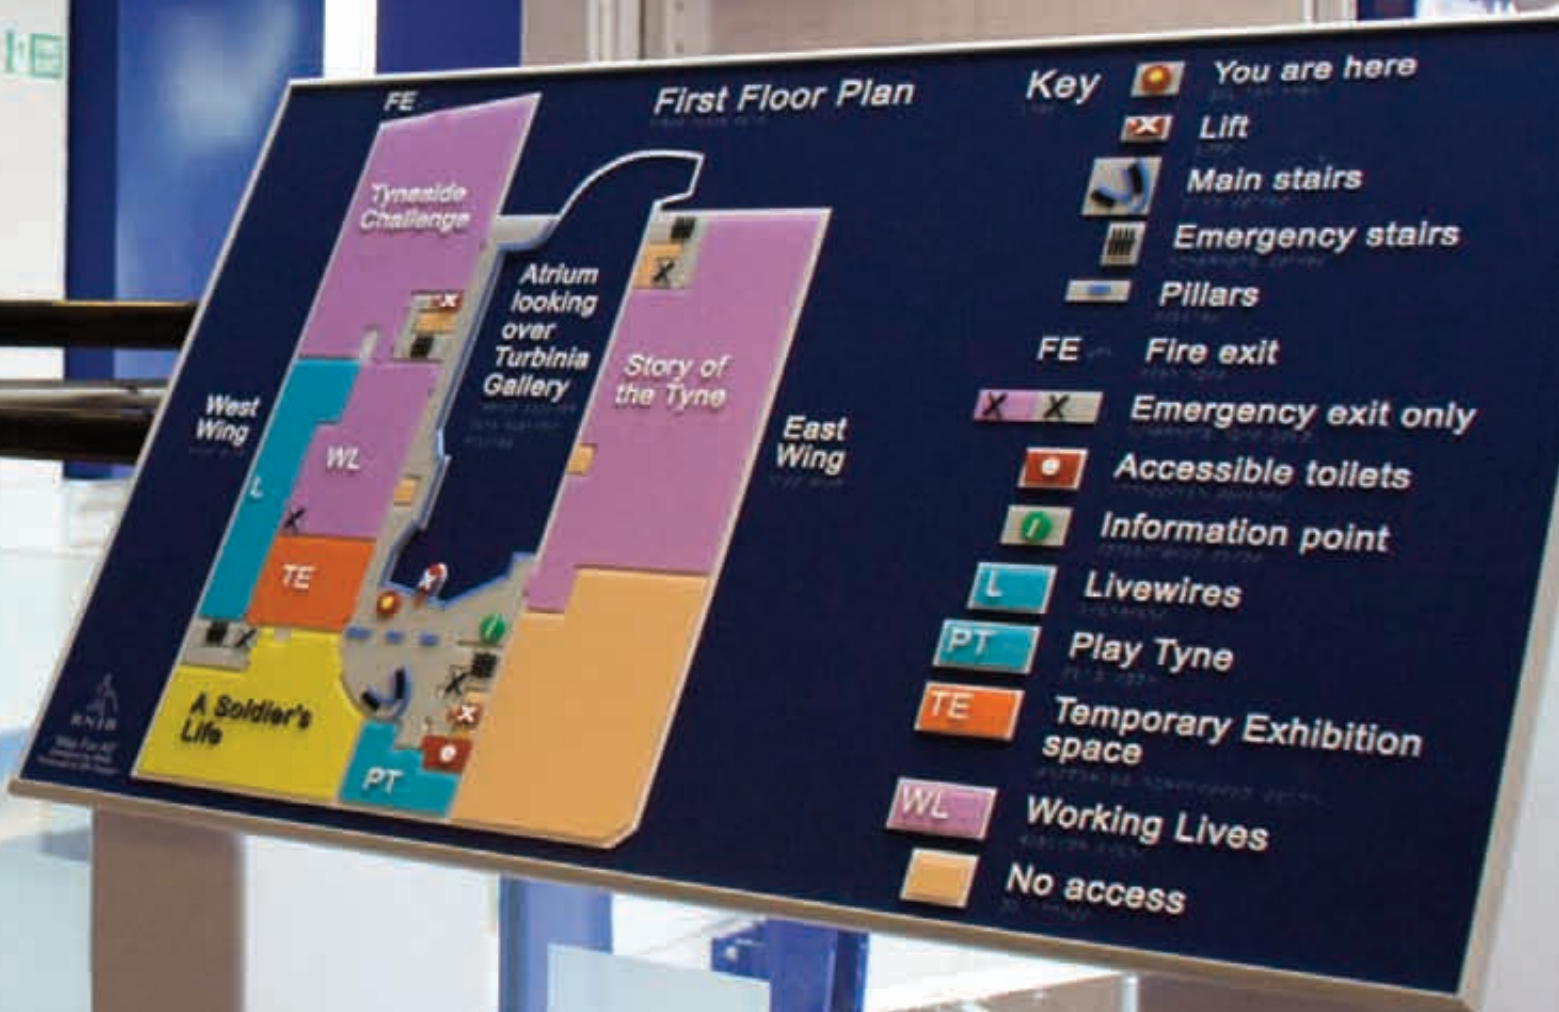 FE
First Floor Plan
Tyneside
Challenge
Atrium
looking
over
Turbinia
Gallery
Story of
the Tyne
West
Wing
East
Wing
L
WL
TE
A Soldier's
Life
PT
RNIB
Key
You are here
Lift
Main stairs
Emergency stairs
Pillars
FE Fire exit
Emergency exit only
Accessible toilets
Information point
L Livewires
PT Play Tyne
TE Temporary Exhibition
space
WL Working Lives
No access